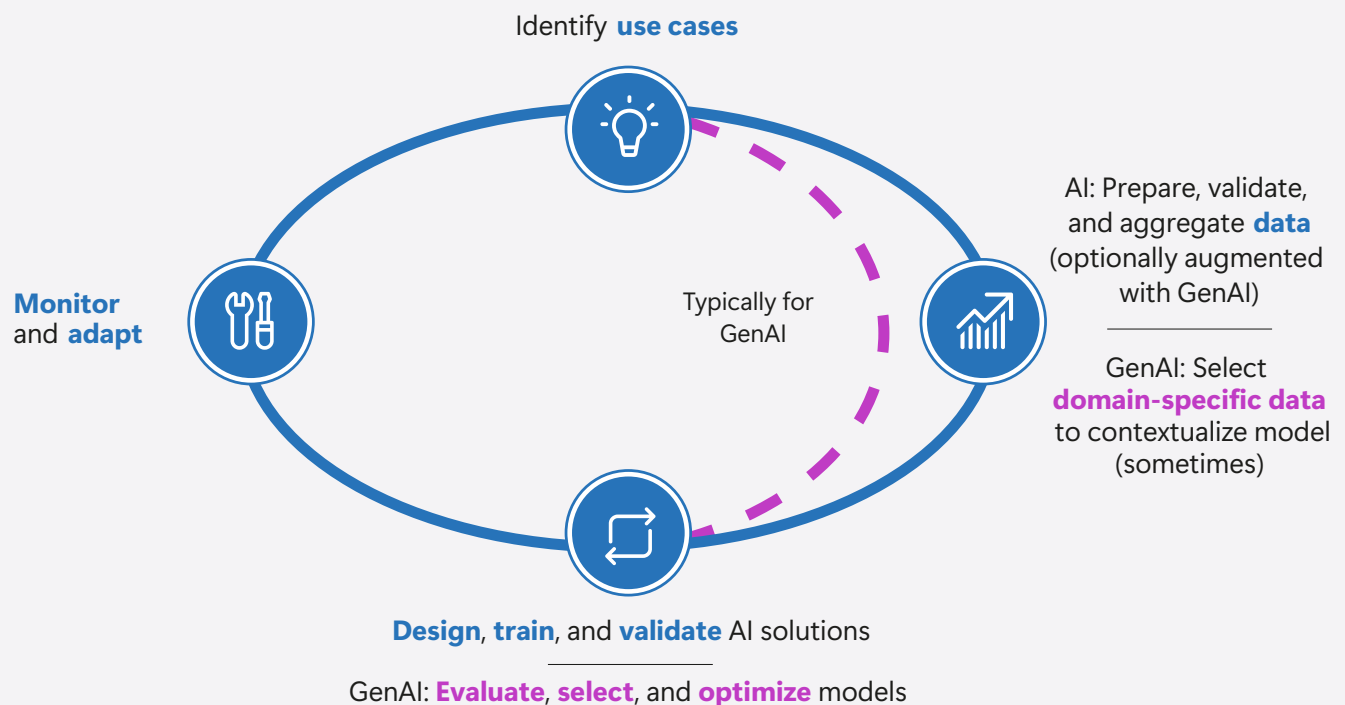 Identify use cases
AI: Prepare, validate,
and aggregate data
(optionally augmented
with GenAI)
GenAI: Select
domain-specific data
to contextualize model
(sometimes)
Typically for
GenAI
Monitor
and adapt
Design, train, and validate AI solutions
GenAI: Evaluate, select, and optimize models